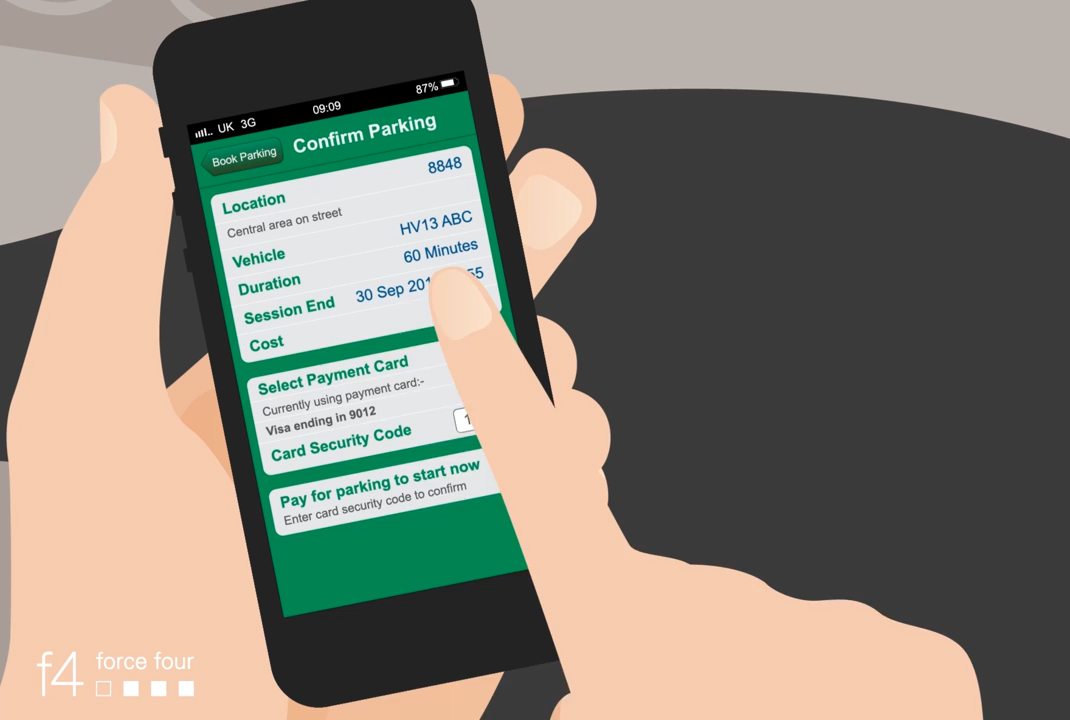 UK 3G 09:09 87%
Book Parking Confirm Parking
Location 8848
Central area on street
Vehicle HV13 ABC
Duration 60 Minutes
Session End 30 Sep 201 55
Cost
Select Payment Card
Currently using payment card:-
Visa ending in 9012
Card Security Code 1
Pay for parking to start now
Enter card security code to confirm
f4 force four